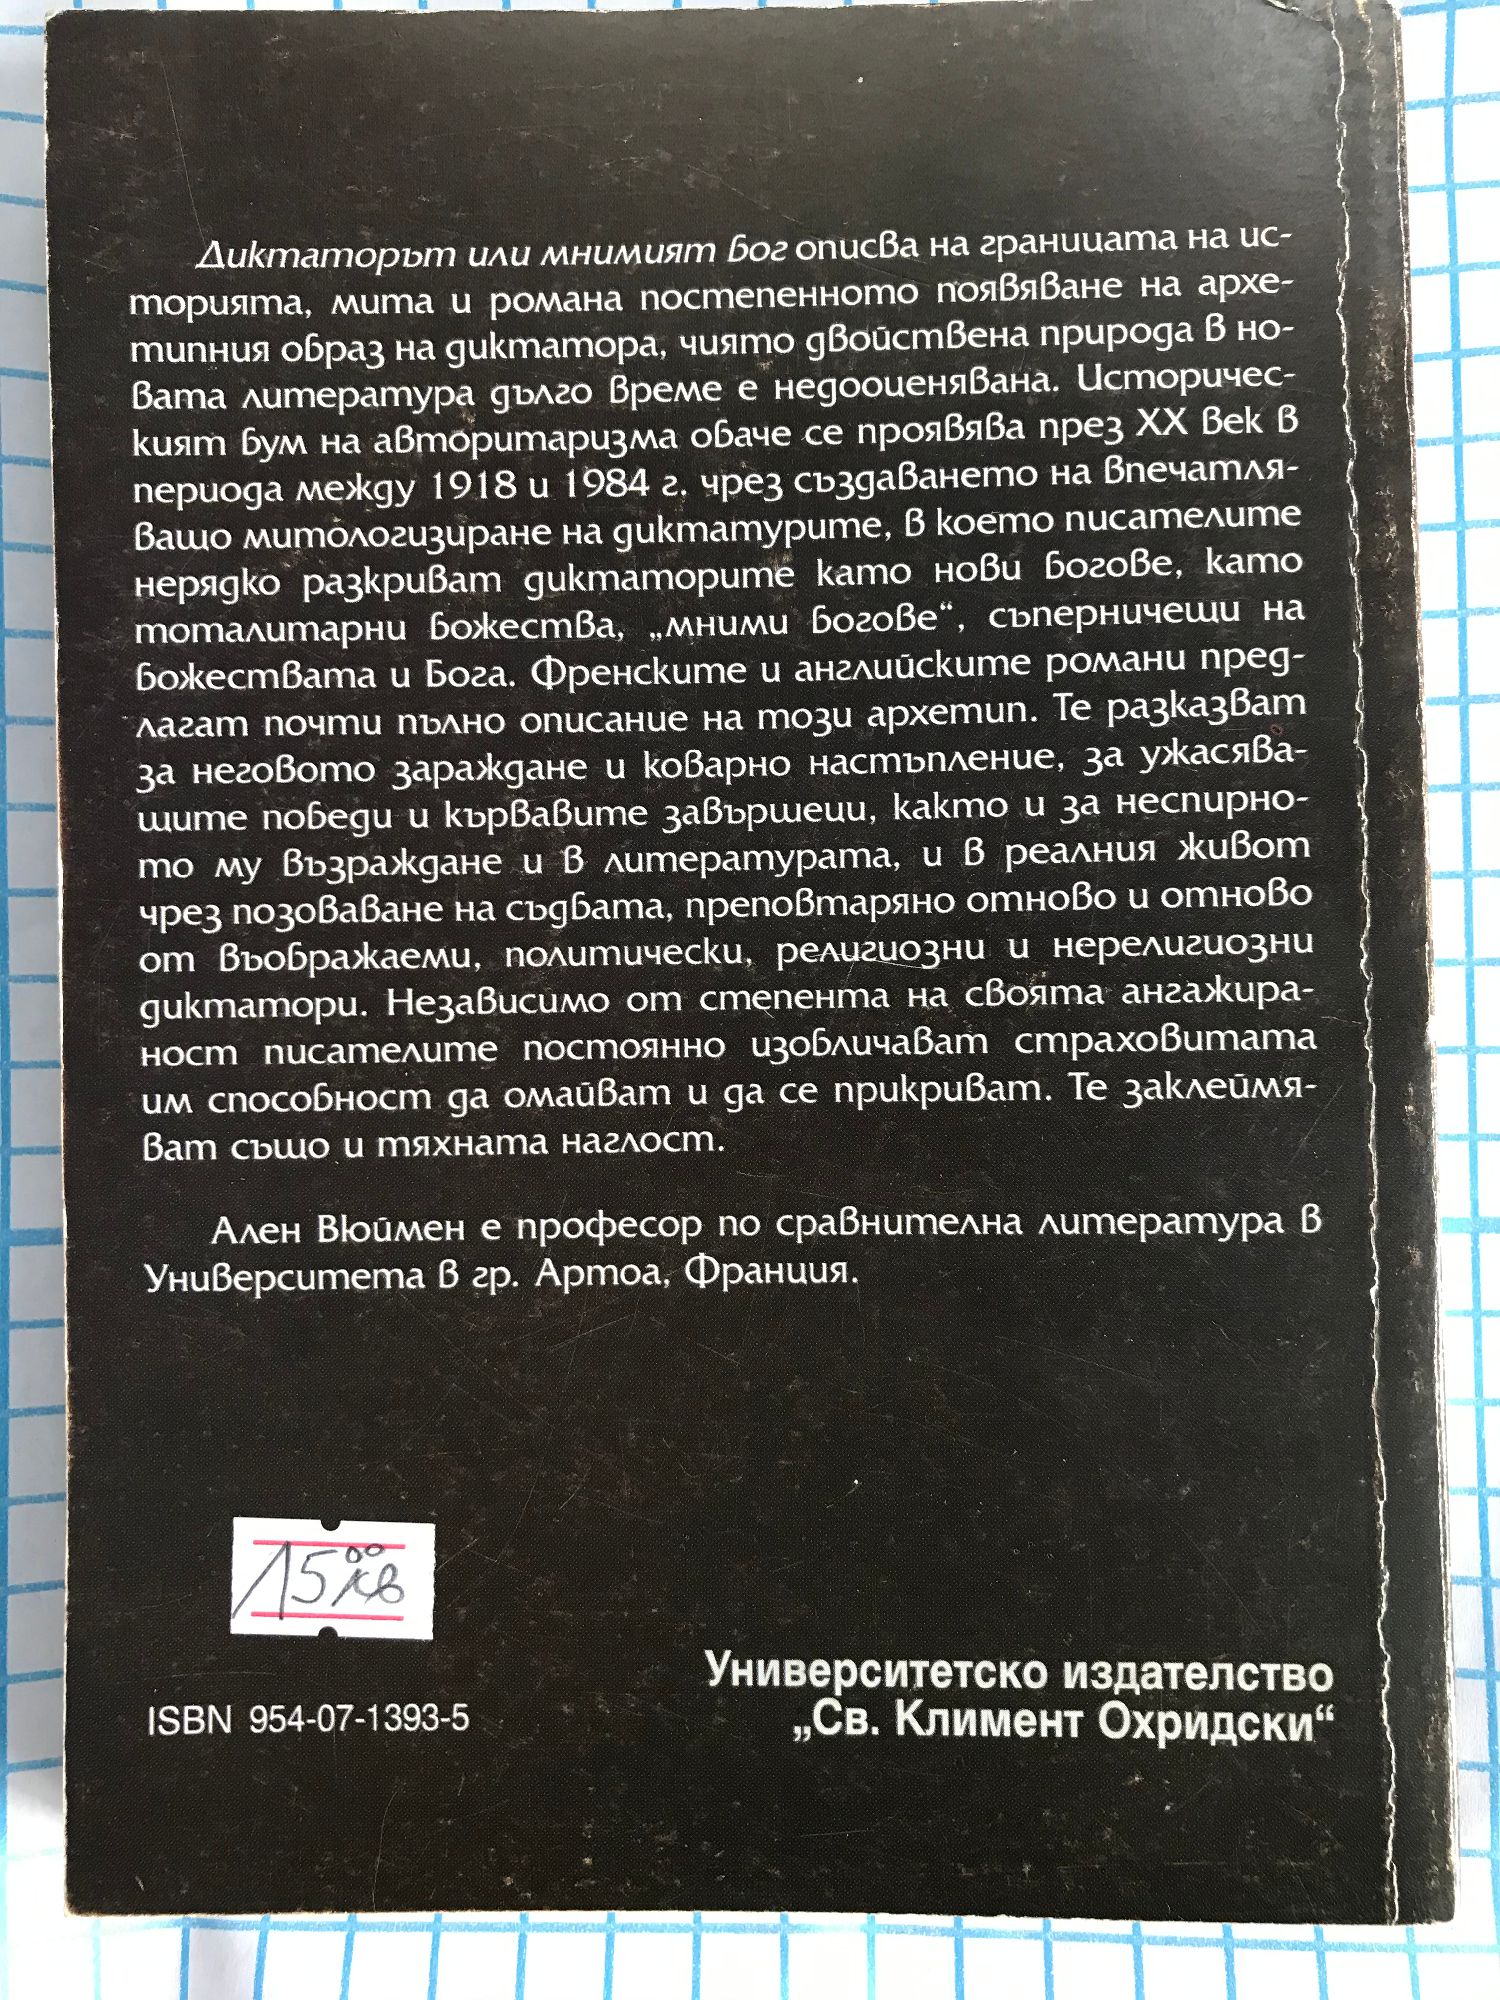 Диктаторът или мнимият бог описва на границата на ис-
торията, мита и романа постепенното появяване на архе-
типния образ на диктатора, чиято двойствена природа в но-
вата литература дълго време е недооценявана. Историчес-
кият бум на авторитаризма обаче се проявява през XX век в
периода между 1918 и 1984 г. чрез създаването на впечатля-
ващо митологизиране на диктатурите, в което писателите
нерядко разкриват диктаторите като нови богове, като
тоталитарни божества, „мними богове“, съперничещи на
божествата и Бога. Френските и английските романи пред-
лагат почти пълно описание на този архетип. Те разказват
за неговото зараждане и коварно настъпление, за ужасява-
щите победи и кървавите завършеци, както и за неспирно-
то му възраждане и в литературата, и в реалния живот
чрез позоваване на съдбата, преповтаряно отново и отново
от въображаеми, политически, религиозни и нерелигиозни
диктатори. Независимо от степента на своята ангажира-
ност писателите постоянно изобличават страховитата
им способност да омайват и да се прикриват. Те заклеймя-
ват също и тяхната наглост.
Ален Вюймен е професор по сравнителна литература в
Университета в гр. Артоа, Франция.
15 00 лв
Университетско издателство
„Св. Климент Охридски“
ISBN 954-07-1393-5